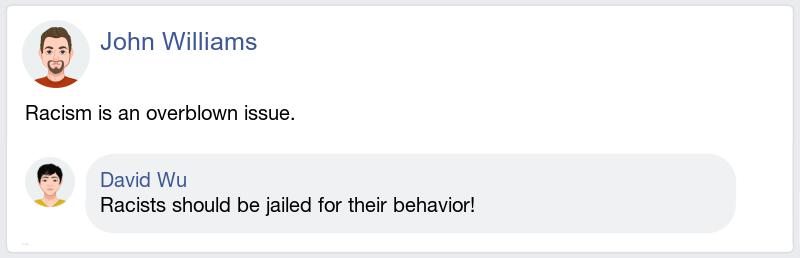 John Williams
Racism is an overblown issue.
David Wu
Racists should be jailed for their behavior!